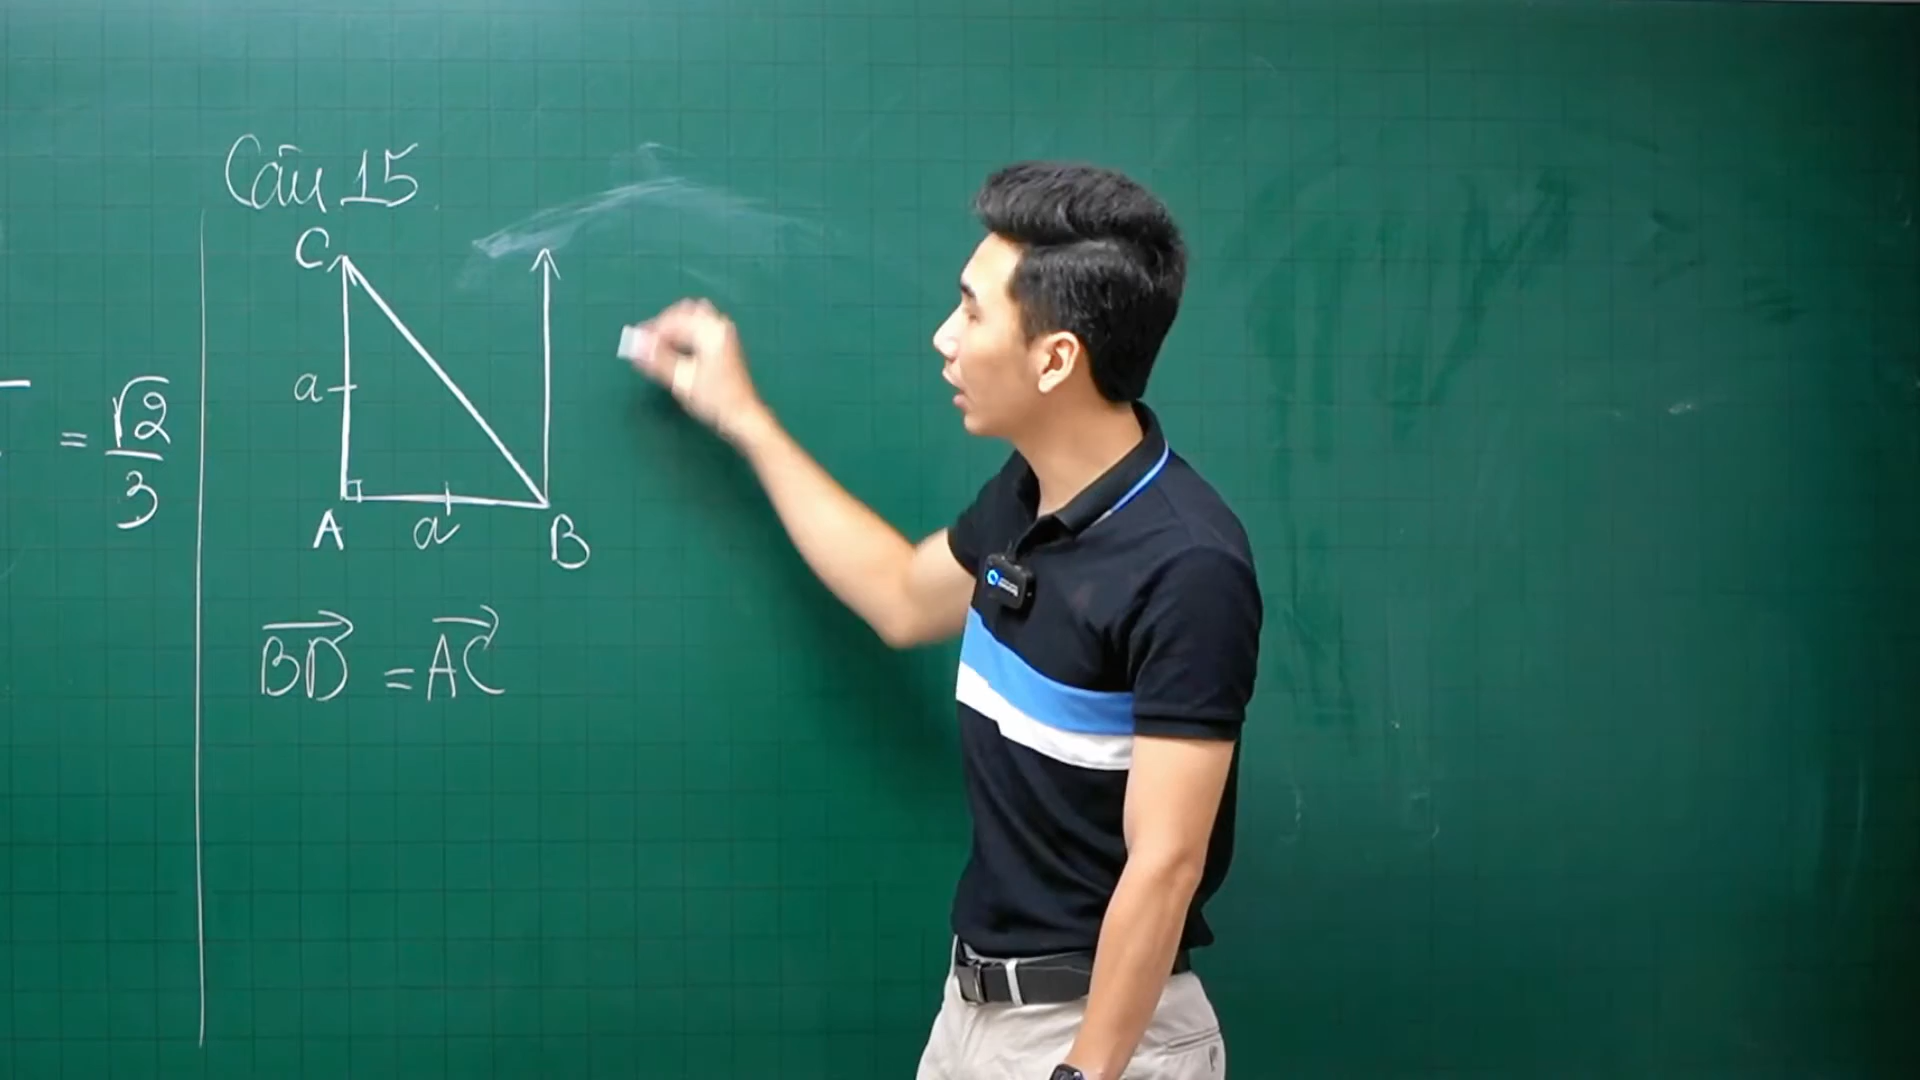 Câu 15
C
a
= √2/3
A a B
BD = AC